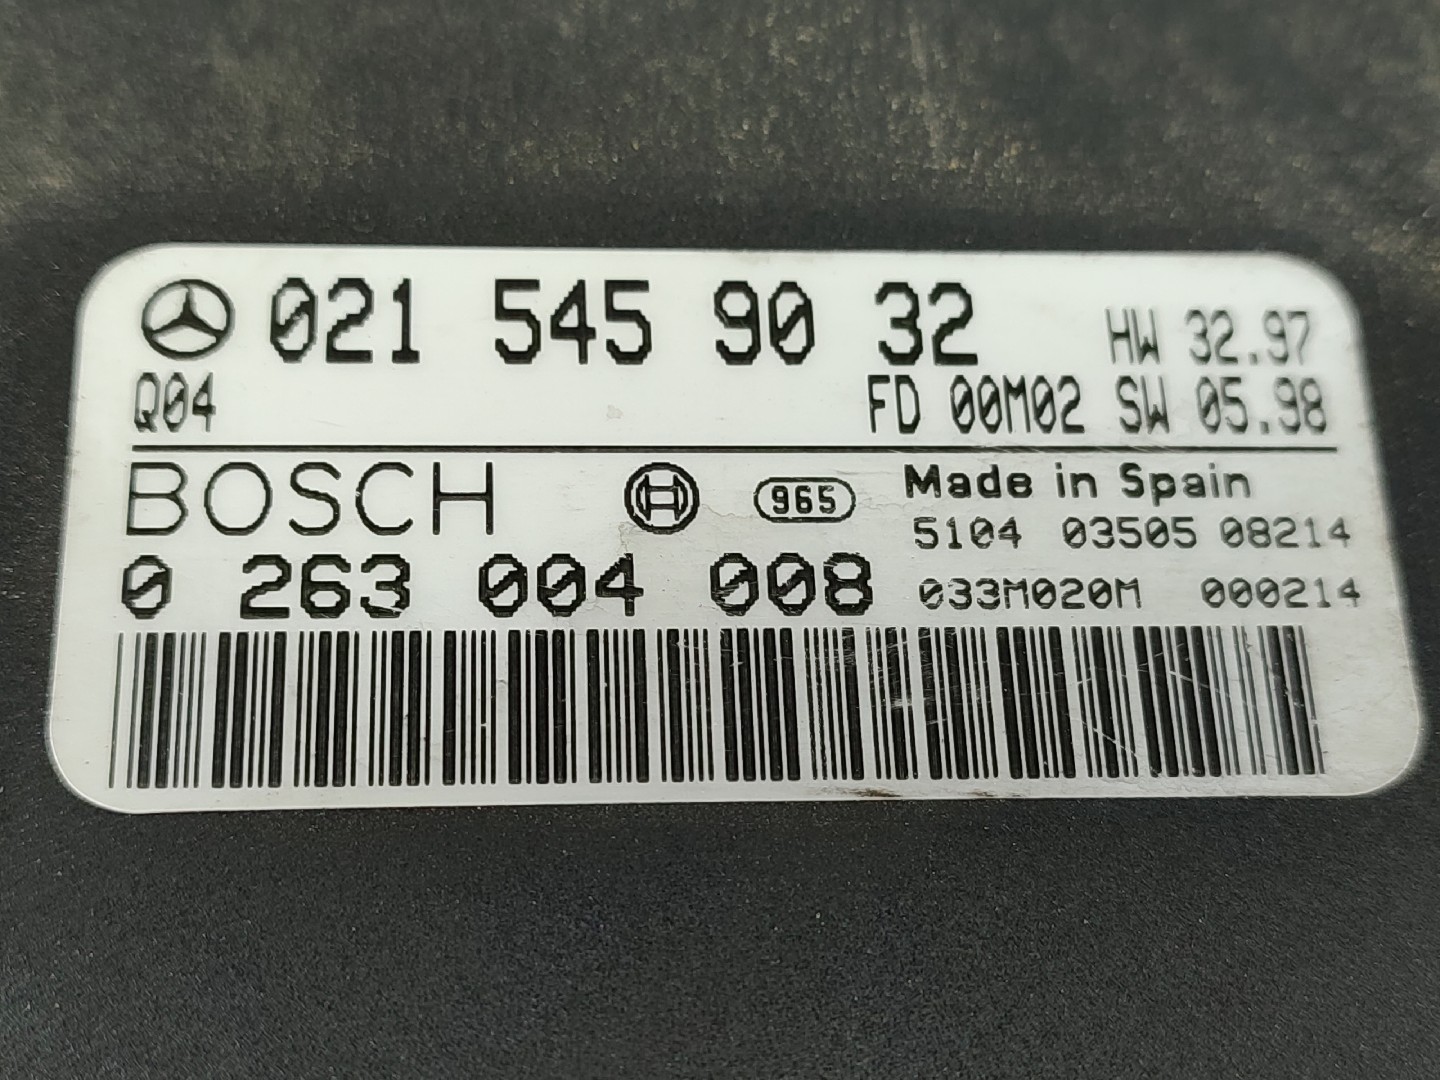 021 545 90 32 HW 32.97
Q04 FD 00M02 SW 05.98
BOSCH 965 Made in Spain
5104 03505 08214
0 263 004 008 033M020M 000214